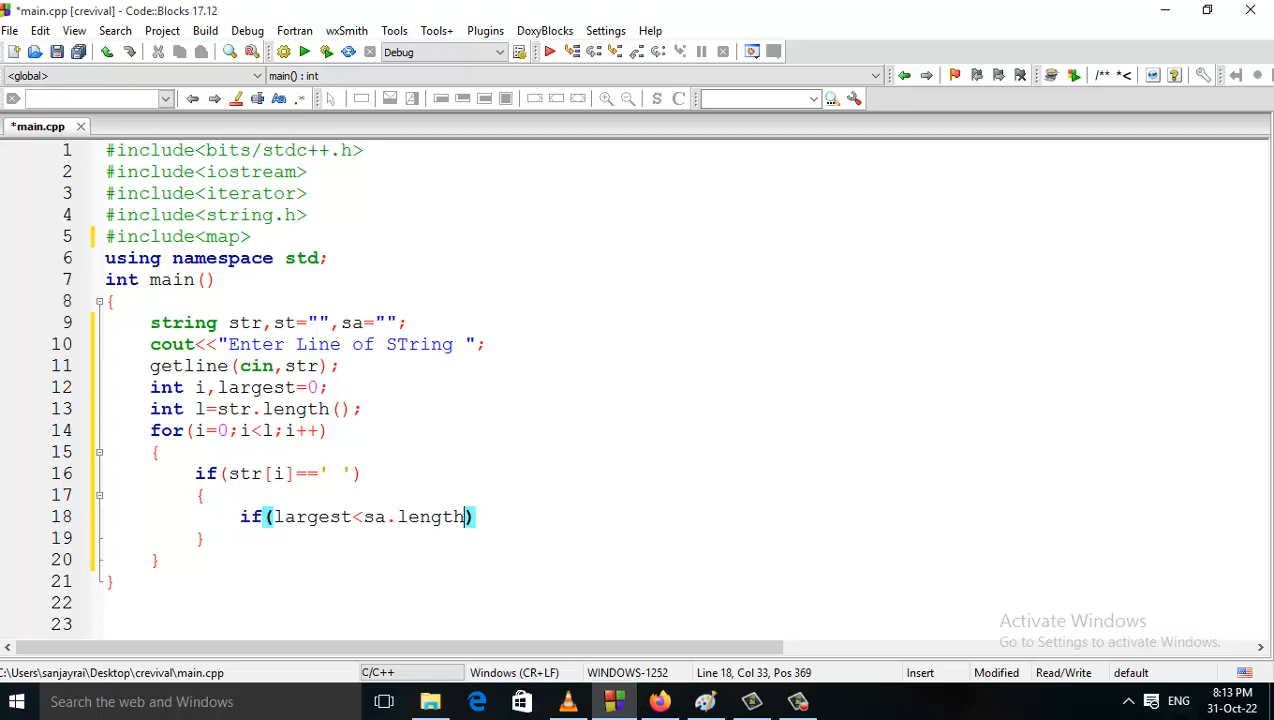 *main.cpp [crevival] - Code::Blocks 17.12
File Edit View Search Project Build Debug Fortran wxSmith Tools Tools+ Plugins DoxyBlocks Settings Help
Debug
<global> main() : int /** *<
.* S C
*main.cpp
1 #include<bits/stdc++.h>
2 #include<iostream>
3 #include<iterator>
4 #include<string.h>
5 #include<map>
6 using namespace std;
7 int main()
8 {
9 string str,st="",sa="";
10 cout<<"Enter Line of STring ";
11 getline(cin,str);
12 int i,largest=0;
13 int l=str.length();
14 for(i=0;i<l;i++)
15 {
16 if(str[i]==' ')
17 {
18 if(largest<sa.length)
19 }
20 }
21 }
22
23
Activate Windows
Go to Settings to activate Windows.
C:\Users\sanjayrai\Desktop\crevival\main.cpp C/C++ Windows (CR+LF) WINDOWS-1252 Line 18, Col 33, Pos 369 Insert Modified Read/Write default
Search the web and Windows ENG 8:13 PM
31-Oct-22